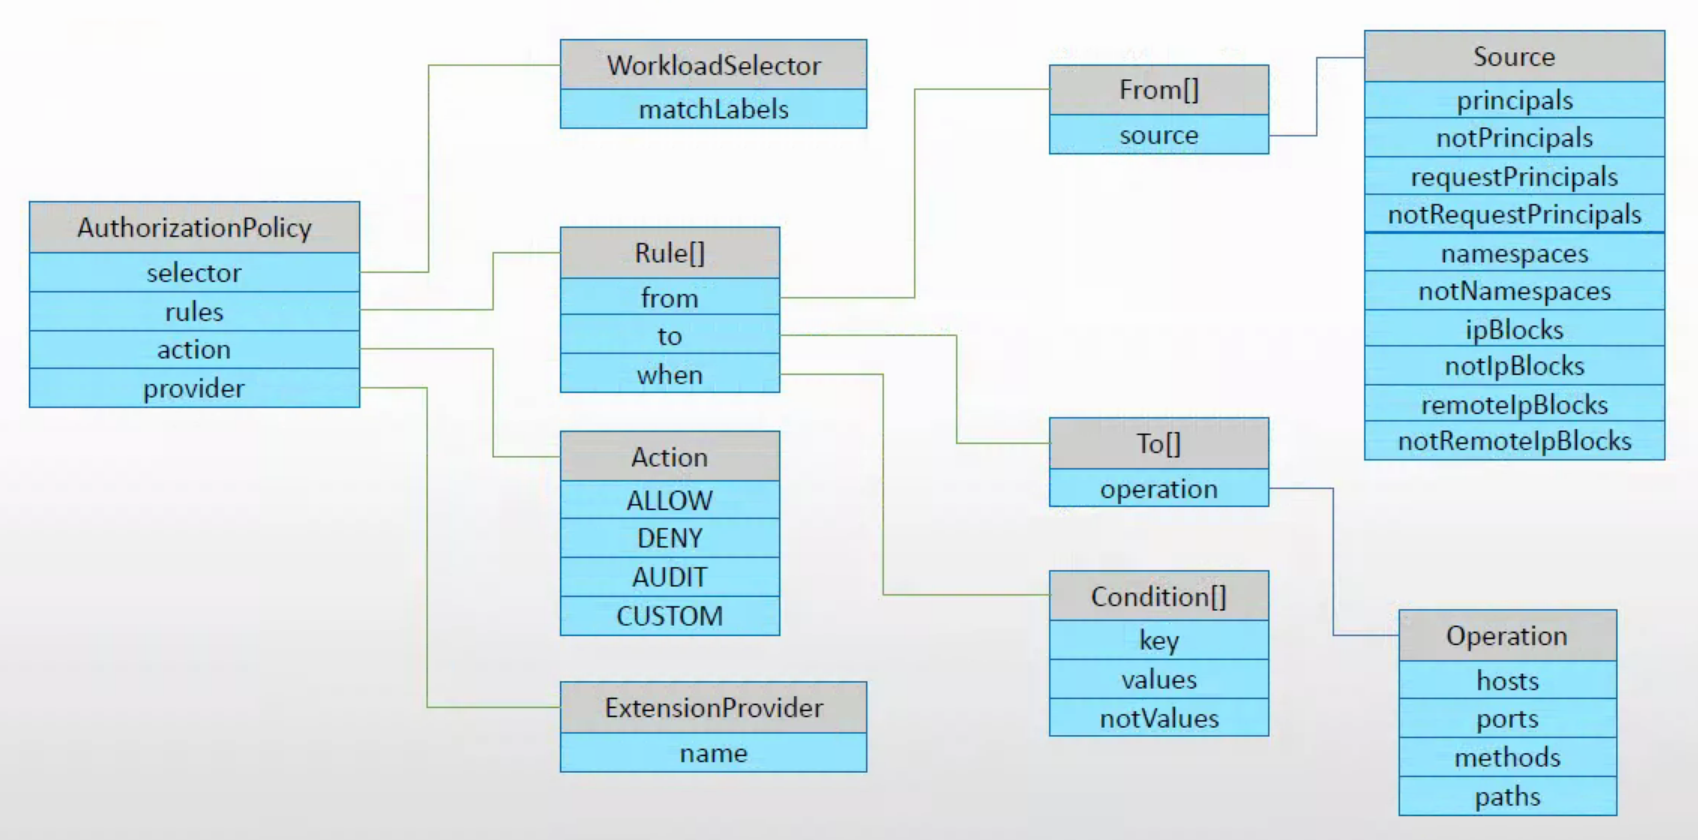 AuthorizationPolicy
selector
rules
action
provider
WorkloadSelector
matchLabels
Rule[]
from
to
when
Action
ALLOW
DENY
AUDIT
CUSTOM
ExtensionProvider
name
From[]
source
To[]
operation
Condition[]
key
values
notValues
Source
principals
notPrincipals
requestPrincipals
notRequestPrincipals
namespaces
notNamespaces
ipBlocks
notIpBlocks
remoteIpBlocks
notRemoteIpBlocks
Operation
hosts
ports
methods
paths